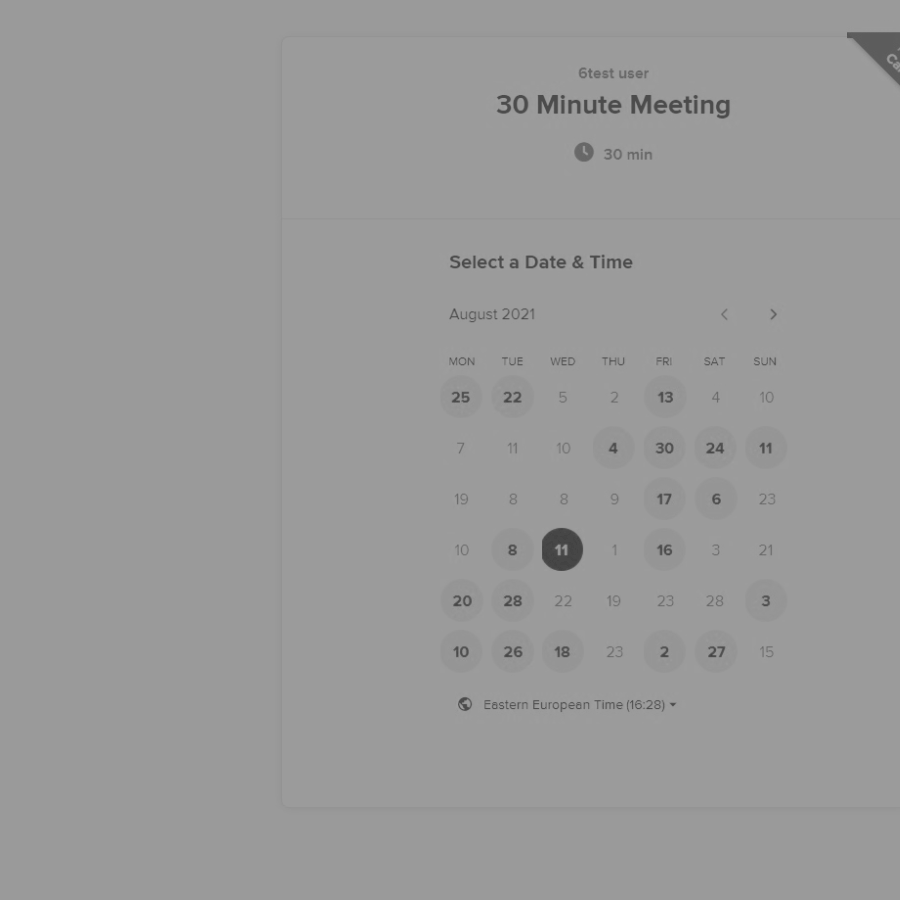 6test user
30 Minute Meeting
30 min
Select a Date & Time
August 2021
MON TUE WED THU FRI SAT SUN
25 22 5 2 13 4 10
7 11 10 4 30 24 11
19 8 8 9 17 6 23
10 8 11 1 16 3 21
20 28 22 19 23 28 3
10 26 18 23 2 27 15
Eastern European Time (16:28)